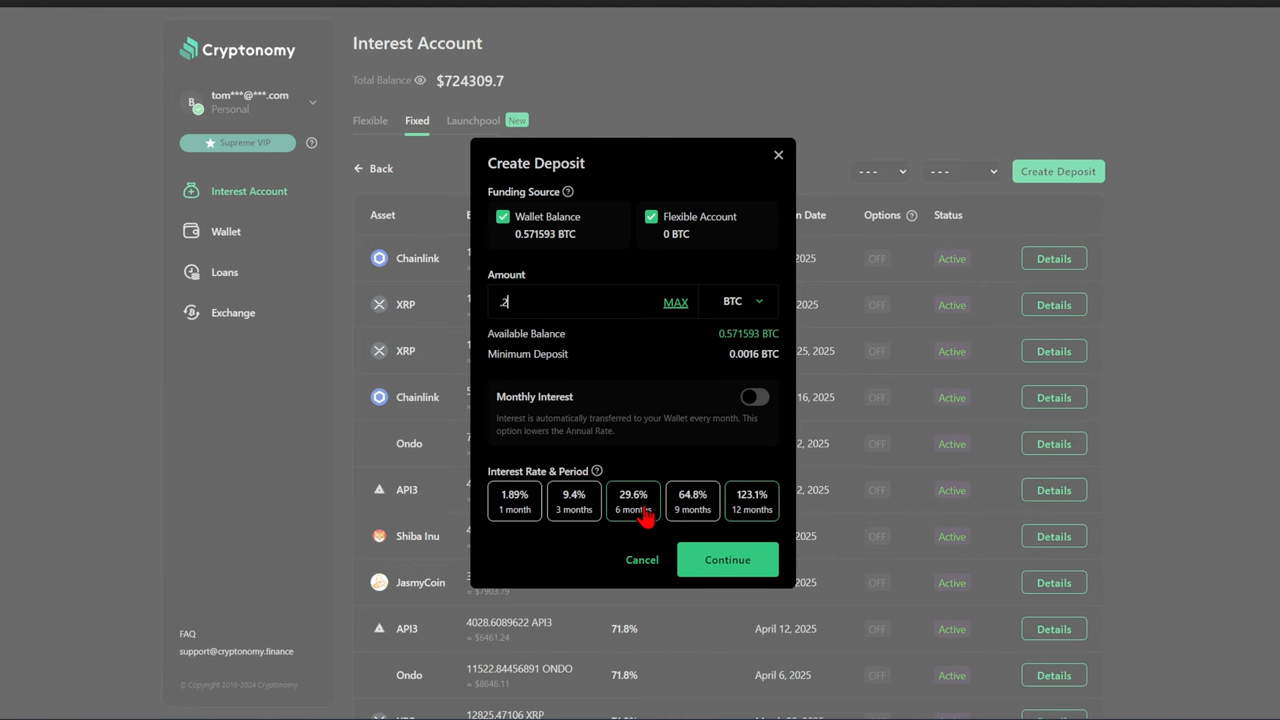 Cryptonomy
tom***@***.com
Personal
B
Supreme VIP
Interest Account
Wallet
Loans
Exchange
FAQ
support@cryptonomy.finance
© Copyright 2019-2024 Cryptonomy
Interest Account
Total Balance $724309.7
Flexible Fixed Launchpool New
Back --- --- Create Deposit
Asset n Date Options Status
Chainlink 2025 OFF Active Details
XRP 2025 OFF Active Details
XRP 25, 2025 OFF Active Details
Chainlink 16, 2025 OFF Active Details
Ondo 2, 2025 OFF Active Details
API3 2, 2025 OFF Active Details
Shiba Inu 2025 OFF Active Details
JasmyCoin 2025 OFF Active Details
= $7903.79
API3 4028.6089622 API3 71.8% April 12, 2025 OFF Active Details
= $6461.24
Ondo 11522.84456891 ONDO 71.8% April 6, 2025 OFF Active Details
= $8646.11
12825.47106 XRP
Create Deposit
Funding Source
Wallet Balance Flexible Account
0.571593 BTC 0 BTC
Amount
.2 MAX BTC
Available Balance 0.571593 BTC
Minimum Deposit 0.0016 BTC
Monthly Interest
Interest is automatically transferred to your Wallet every month. This
option lowers the Annual Rate.
Interest Rate & Period
1.89% 9.4% 29.6% 64.8% 123.1%
1 month 3 months 6 months 9 months 12 months
Cancel Continue